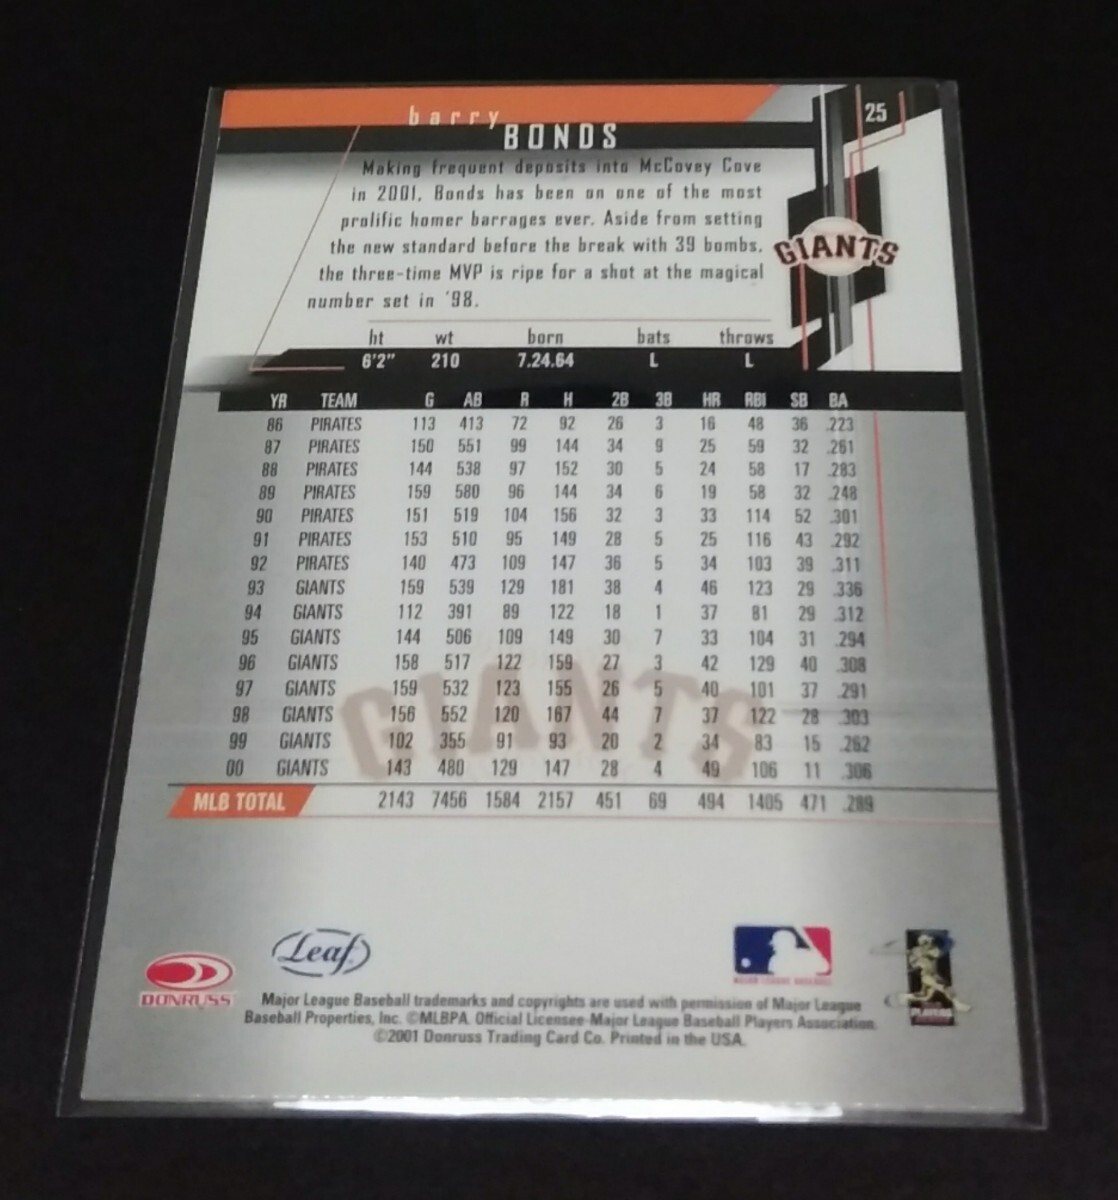 25
barry
BONDS
Making frequent deposits into McCovey Cove
in 2001, Bonds has been on one of the most
prolific homer barrages ever. Aside from setting
the new standard before the break with 39 bombs,
the three-time MVP is ripe for a shot at the magical
number set in '98.
GIANTS
ht wt born bats throws
6'2" 210 7.24.64 L L
YR TEAM G AB R H 2B 3B HR RBI SB BA
86 PIRATES 113 413 72 92 26 3 16 48 36 .223
87 PIRATES 150 551 99 144 34 9 25 59 32 .261
88 PIRATES 144 538 97 152 30 5 24 58 17 .283
89 PIRATES 159 580 96 144 34 6 19 58 32 .248
90 PIRATES 151 519 104 156 32 3 33 114 52 .301
91 PIRATES 153 510 95 149 28 5 25 116 43 .292
92 PIRATES 140 473 109 147 36 5 34 103 39 .311
93 GIANTS 159 539 129 181 38 4 46 123 29 .336
94 GIANTS 112 391 89 122 18 1 37 81 29 .312
95 GIANTS 144 506 109 149 30 7 33 104 31 .294
96 GIANTS 158 517 122 159 27 3 42 129 40 .308
97 GIANTS 159 532 123 155 26 5 40 101 37 .291
98 GIANTS 156 552 120 167 44 7 37 122 28 .303
99 GIANTS 102 355 91 93 20 2 34 83 15 .262
00 GIANTS 143 480 129 147 28 4 49 106 11 .306
GIANTS
MLB TOTAL 2143 7456 1584 2157 451 69 494 1405 471 .289
Leaf
DONRUSS
MAJOR LEAGUE BASEBALL
PLAYERS
Major League Baseball trademarks and copyrights are used with permission of Major League
Baseball Properties, Inc. ©MLBPA. Official Licensee-Major League Baseball Players Association.
©2001 Donruss Trading Card Co. Printed in the USA.